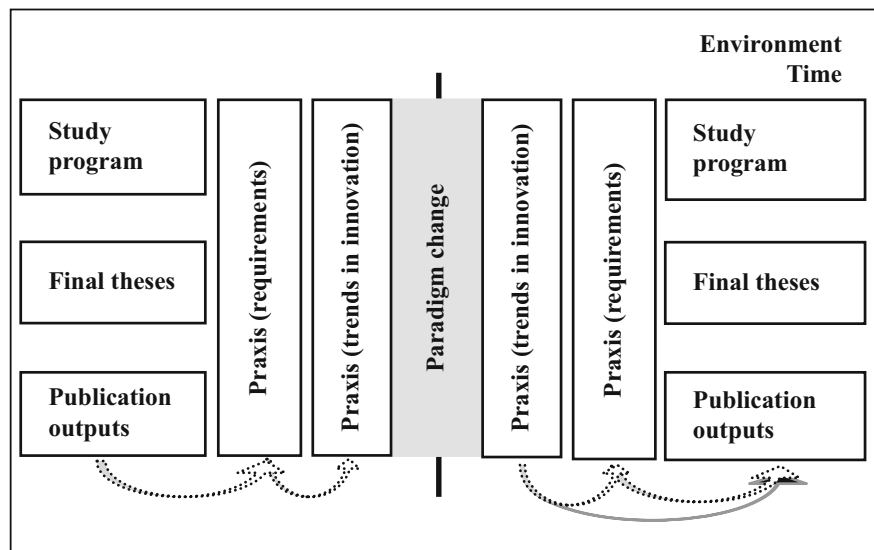 Environment
Time
Study
program
Final theses
Publication
outputs
Praxis (requirements)
Praxis (trends in innovation)
Paradigm change
Praxis (trends in innovation)
Praxis (requirements)
Study
program
Final theses
Publication
outputs